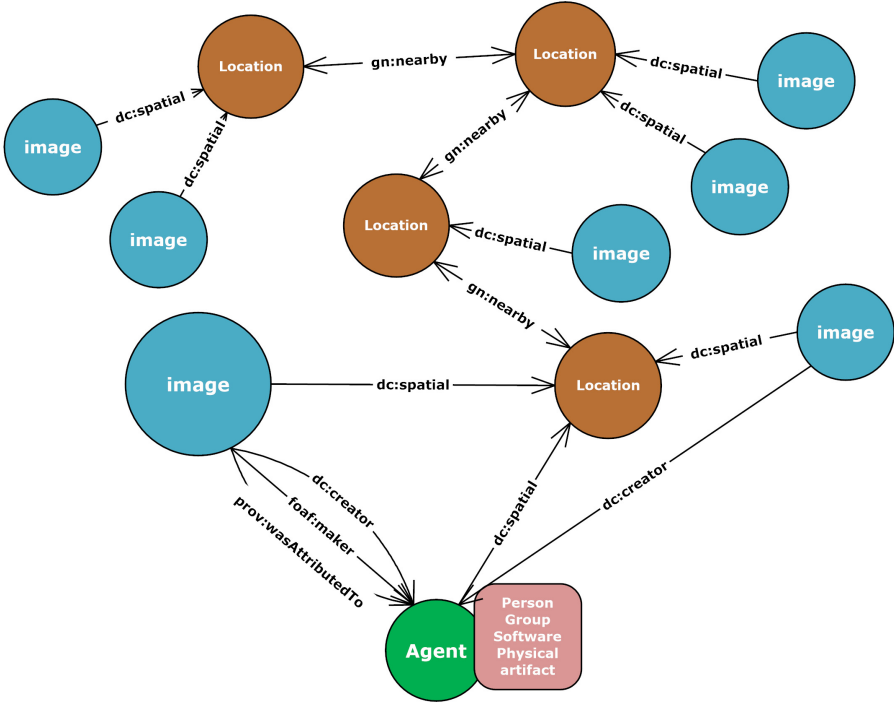 Location
gn:nearby
Location
dc:spatial
image
dc:spatial
image
dc:spatial
dc:spatial
image
gn:nearby
image
Location
dc:spatial
image
image
gn:nearby
image
dc:spatial
image
dc:spatial
Location
dc:creator
foaf:maker
prov:wasAttributedTo
dc:spatial
dc:creator
Agent
Person
Group
Software
Physical
artifact